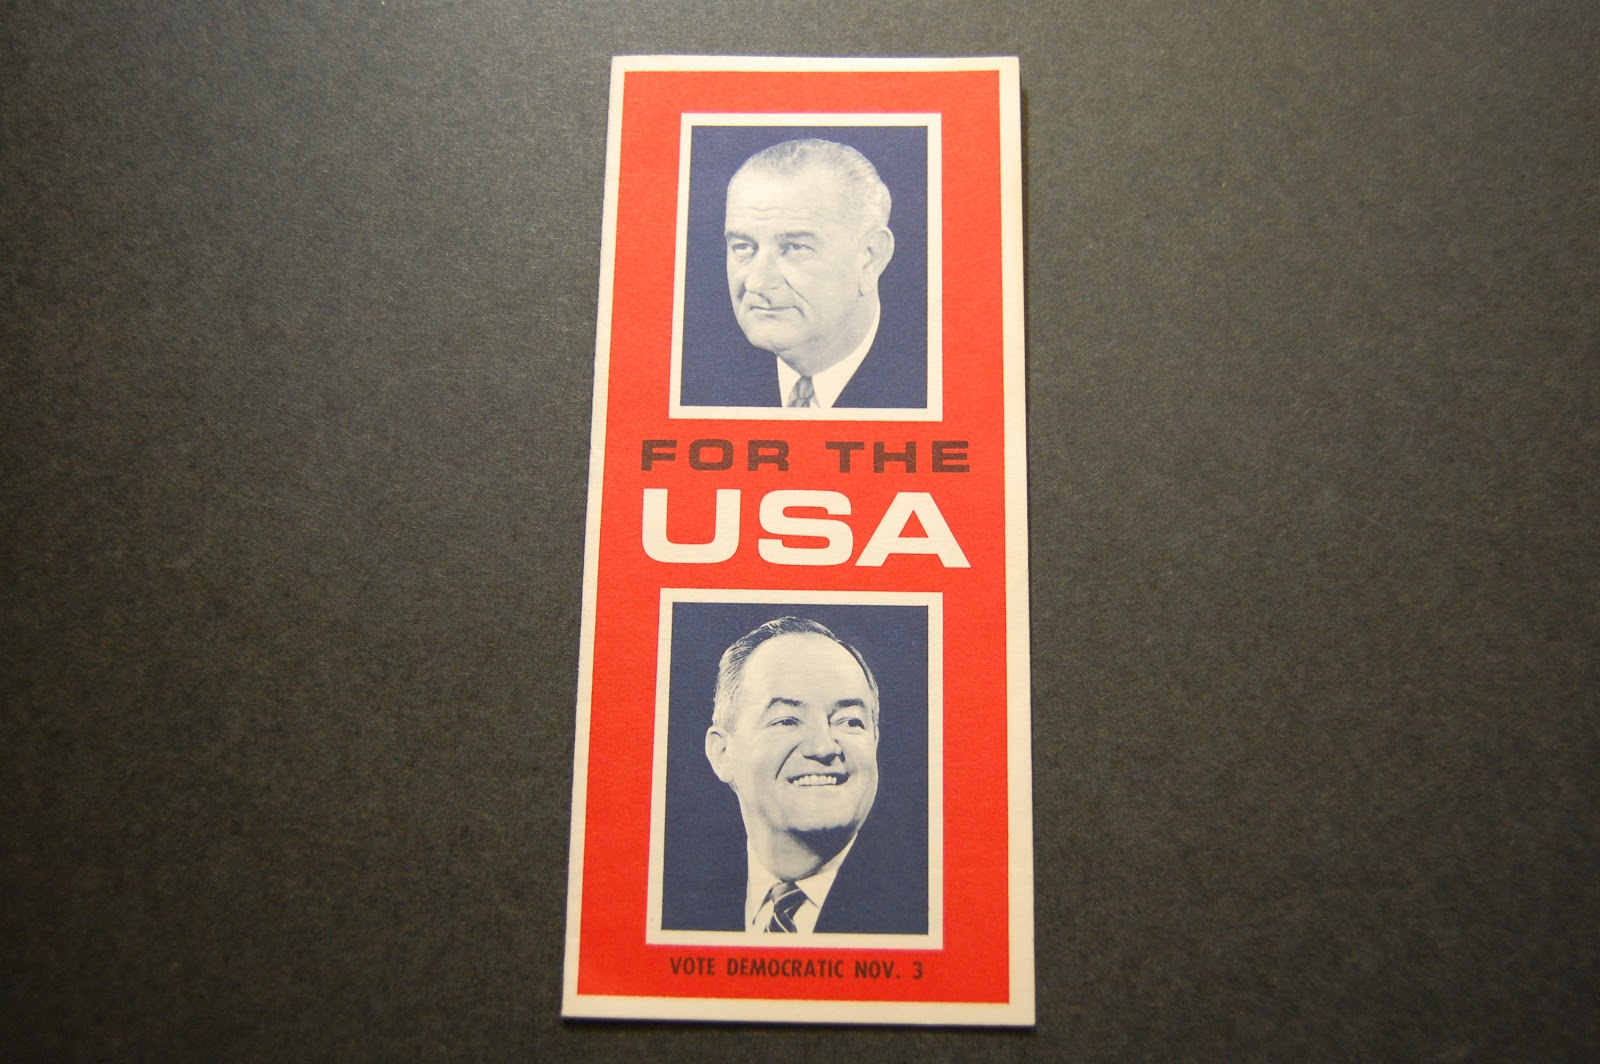 FOR THE
USA
VOTE DEMOCRATIC NOV. 3